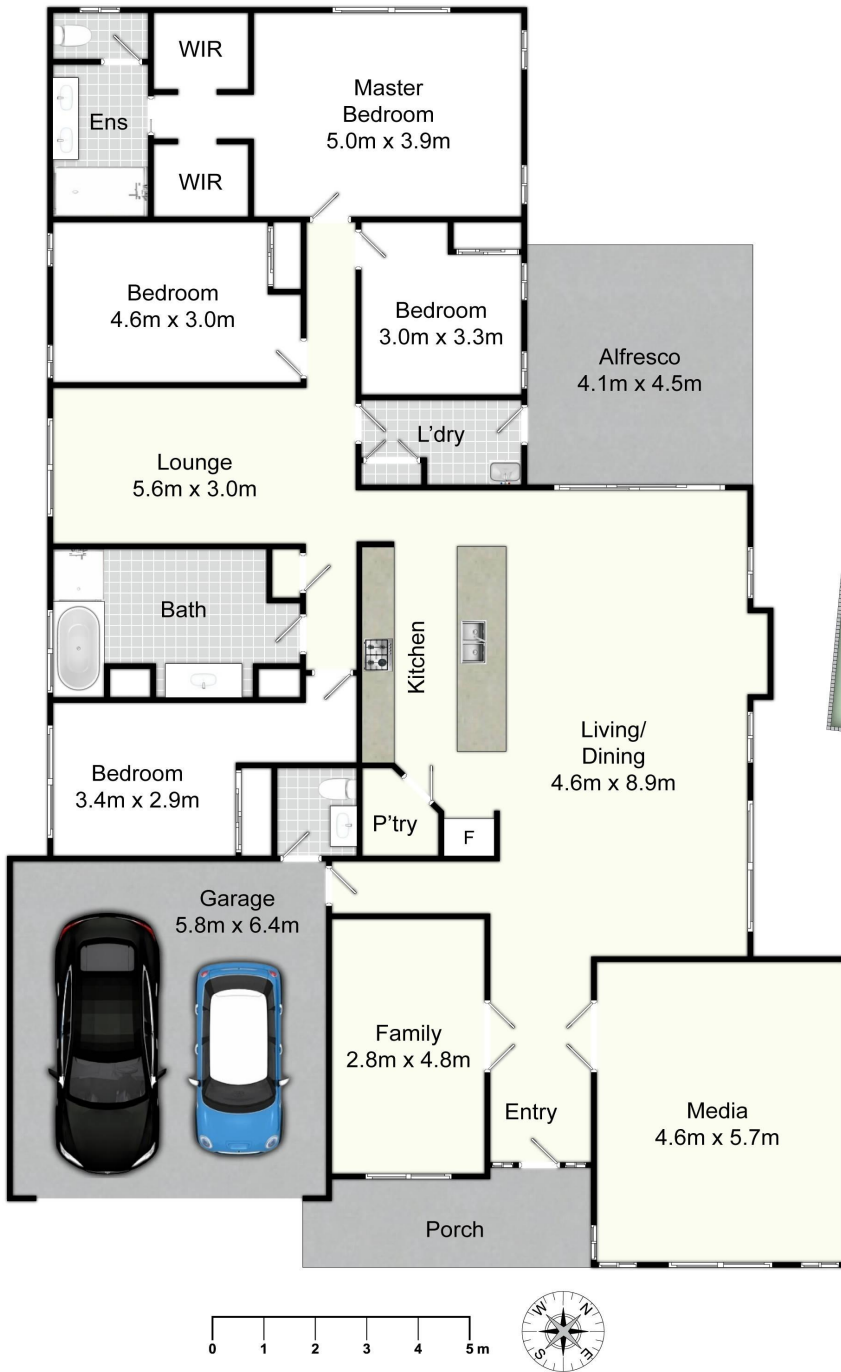 WIR
Master
Bedroom
5.0m x 3.9m
Ens
WIR
Bedroom
4.6m x 3.0m
Bedroom
3.0m x 3.3m
Alfresco
4.1m x 4.5m
L'dry
Lounge
5.6m x 3.0m
Bath
Kitchen
Living/
Dining
4.6m x 8.9m
Bedroom
3.4m x 2.9m
P'try
F
Garage
5.8m x 6.4m
Family
2.8m x 4.8m
Entry
Media
4.6m x 5.7m
Porch
0 1 2 3 4 5 m
W N
S E